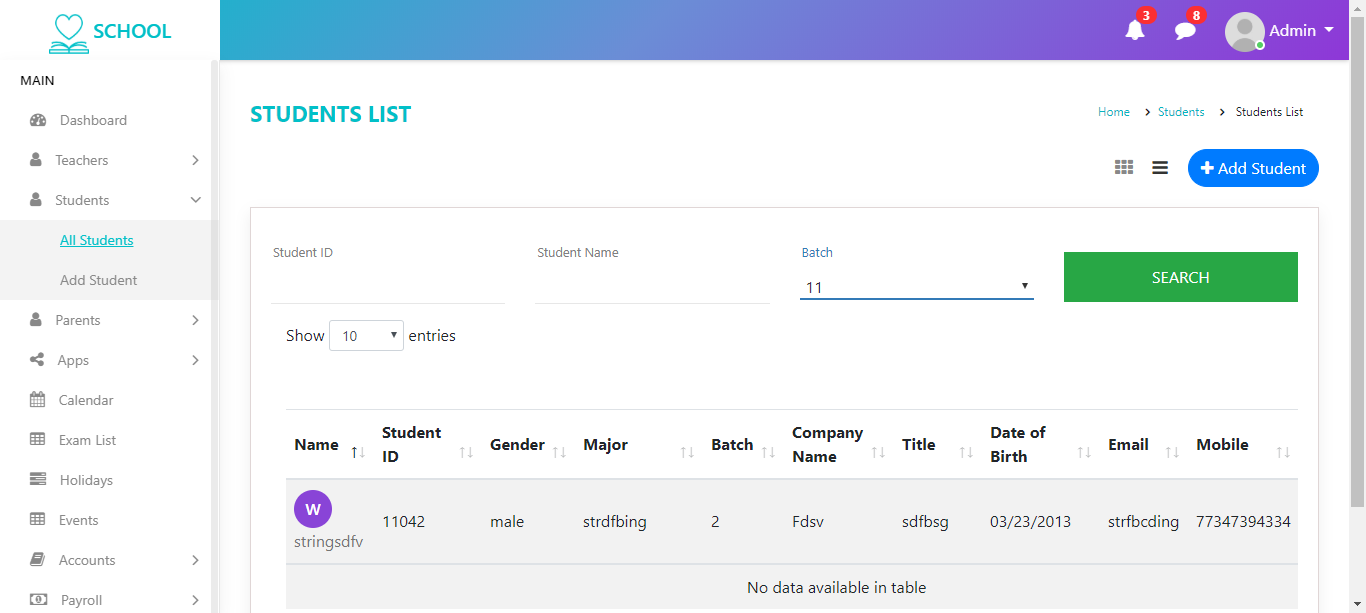 SCHOOL
3
8
Admin
MAIN
Dashboard
Teachers
Students
All Students
Add Student
Parents
Apps
Calendar
Exam List
Holidays
Events
Accounts
Payroll
STUDENTS LIST
Home > Students > Students List
+ Add Student
Student ID
Student Name
Batch
11
SEARCH
Show 10 entries
Name Student ID Gender Major Batch Company Name Title Date of Birth Email Mobile
W
stringsdfv 11042 male strdfbing 2 Fdsv sdfbsg 03/23/2013 strfbcding 77347394334
No data available in table